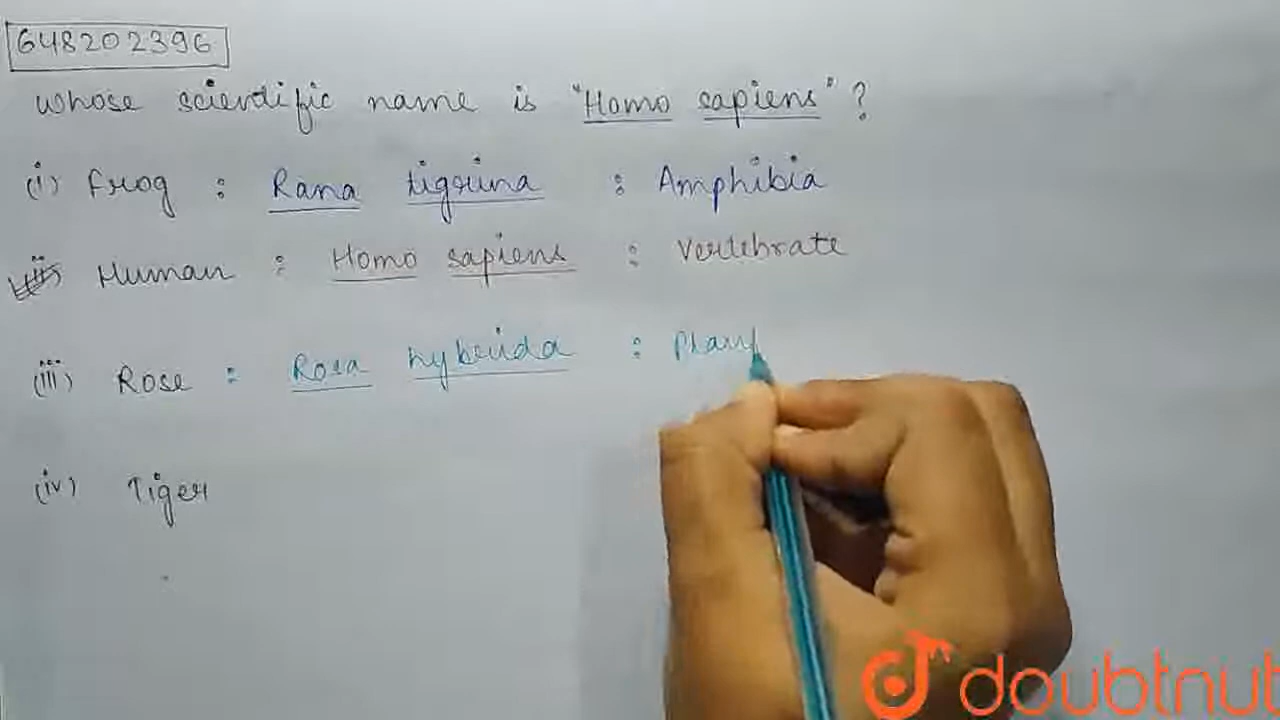 648202396
Whose scientific name is "Homo sapiens" ?
(i) Frog : Rana tigrina : Amphibia
(ii) Human : Homo sapiens : Vertebrate
(iii) Rose : Rosa hybrida : Plant
(iv) Tiger
doubtnut